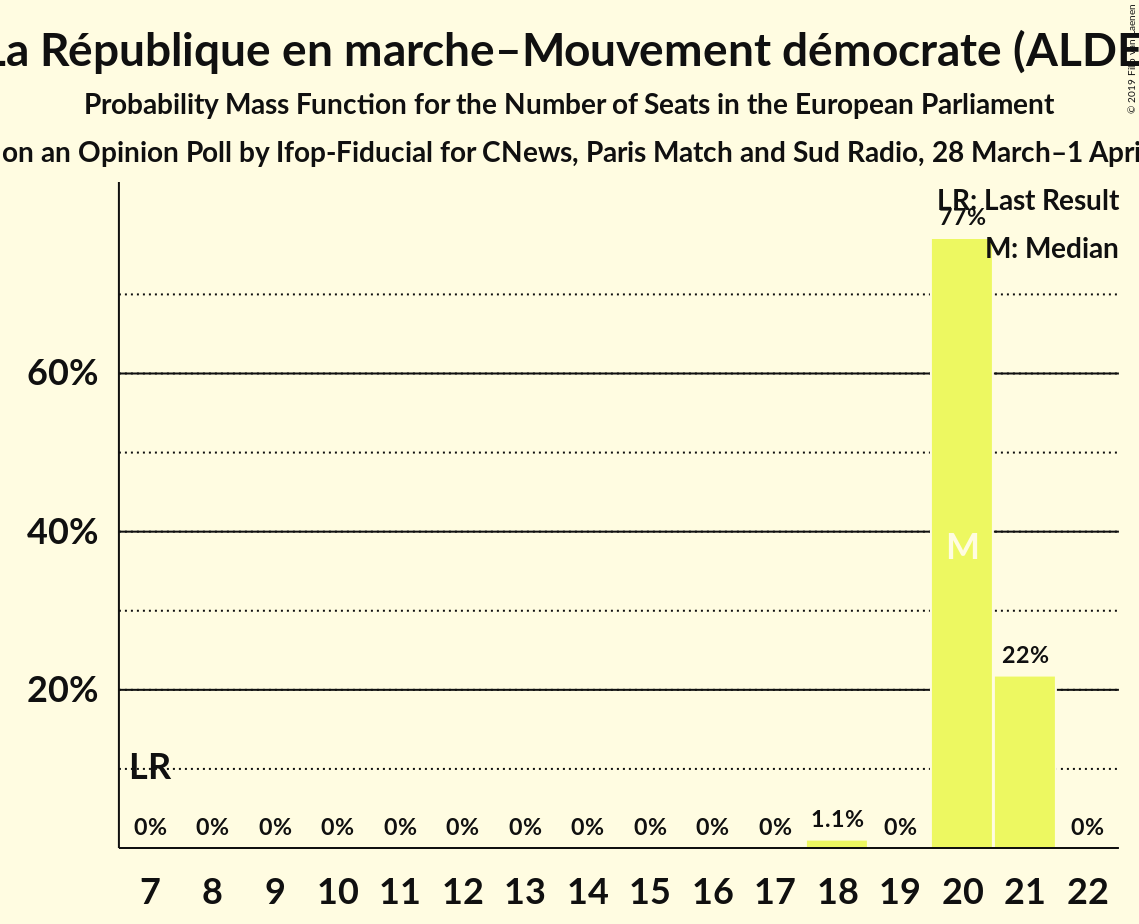 La République en marche–Mouvement démocrate (ALDE
Probability Mass Function for the Number of Seats in the European Parliament
on an Opinion Poll by Ifop-Fiducial for CNews, Paris Match and Sud Radio, 28 March–1 Apri
© 2019 Filip van Laenen
LR: Last Result
77%
M: Median
60%
40%
M
22%
20%
LR
0% 0% 0% 0% 0% 0% 0% 0% 0% 0% 0% 1.1% 0% 0%
7 8 9 10 11 12 13 14 15 16 17 18 19 20 21 22